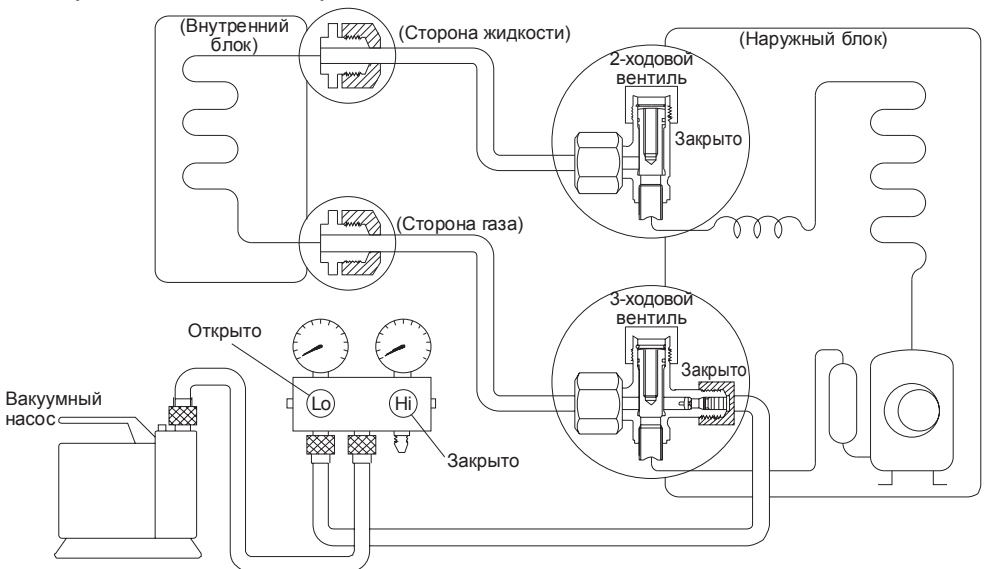 (Внутренний
блок)
(Сторона жидкости)
(Наружный блок)
2-ходовой
вентиль
Закрыто
(Сторона газа)
3-ходовой
вентиль
Закрыто
Открыто
Lo
Hi
Вакуумный
насос
Закрыто